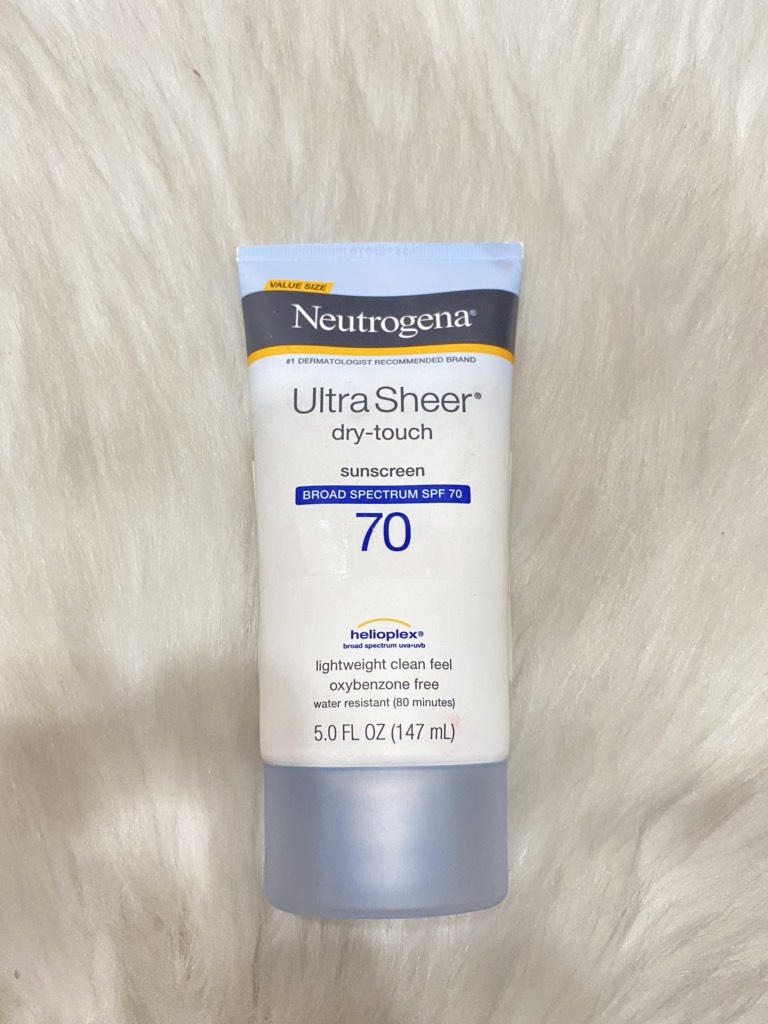 VALUE SIZE
Neutrogena®
#1 DERMATOLOGIST RECOMMENDED BRAND
Ultra Sheer®
dry-touch
sunscreen
BROAD SPECTRUM SPF 70
70
helioplex®
broad spectrum uva-uvb
lightweight clean feel
oxybenzone free
water resistant (80 minutes)
5.0 FL OZ (147 mL)